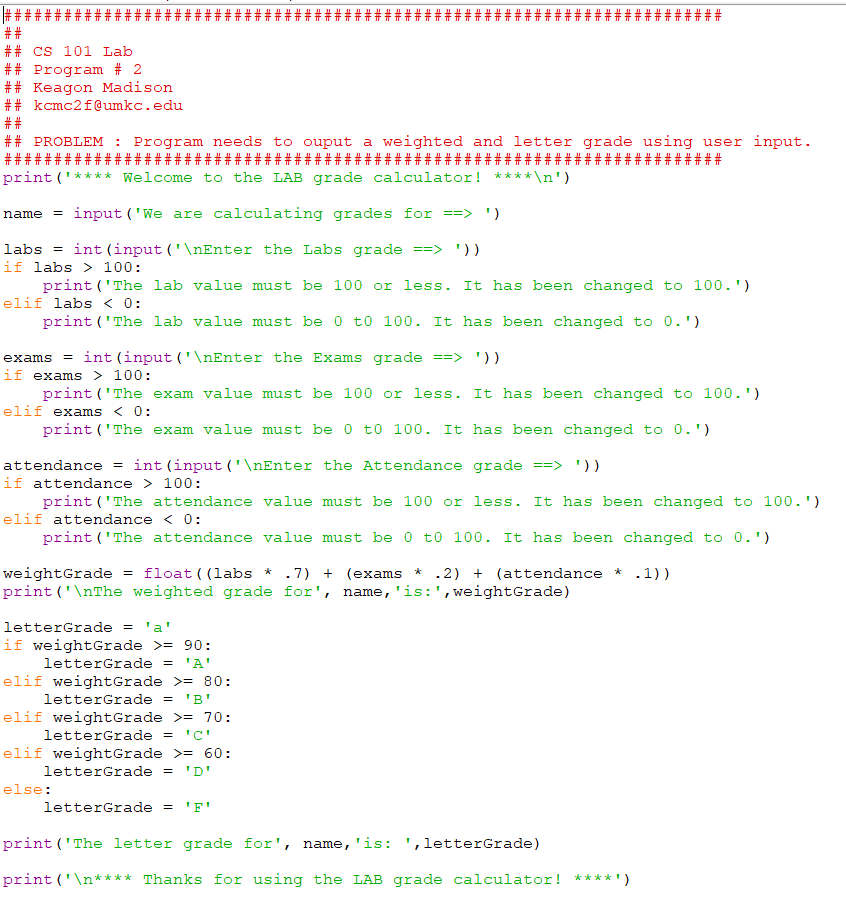 ########################################################################
##
## CS 101 Lab
## Program # 2
## Keagon Madison
## kcmc2f@umkc.edu
##
## PROBLEM : Program needs to ouput a weighted and letter grade using user input.
########################################################################
print('**** Welcome to the LAB grade calculator! ****\n')

name = input('We are calculating grades for ==> ')

labs = int(input('\nEnter the Labs grade ==> '))
if labs > 100:
    print('The lab value must be 100 or less. It has been changed to 100.')
elif labs < 0:
    print('The lab value must be 0 t0 100. It has been changed to 0.')

exams = int(input('\nEnter the Exams grade ==> '))
if exams > 100:
    print('The exam value must be 100 or less. It has been changed to 100.')
elif exams < 0:
    print('The exam value must be 0 t0 100. It has been changed to 0.')

attendance = int(input('\nEnter the Attendance grade ==> '))
if attendance > 100:
    print('The attendance value must be 100 or less. It has been changed to 100.')
elif attendance < 0:
    print('The attendance value must be 0 t0 100. It has been changed to 0.')

weightGrade = float((labs * .7) + (exams * .2) + (attendance * .1))
print('\nThe weighted grade for', name,'is:',weightGrade)

letterGrade = 'a'
if weightGrade >= 90:
    letterGrade = 'A'
elif weightGrade >= 80:
    letterGrade = 'B'
elif weightGrade >= 70:
    letterGrade = 'C'
elif weightGrade >= 60:
    letterGrade = 'D'
else:
    letterGrade = 'F'

print('The letter grade for', name,'is: ',letterGrade)

print('\n**** Thanks for using the LAB grade calculator! ****')